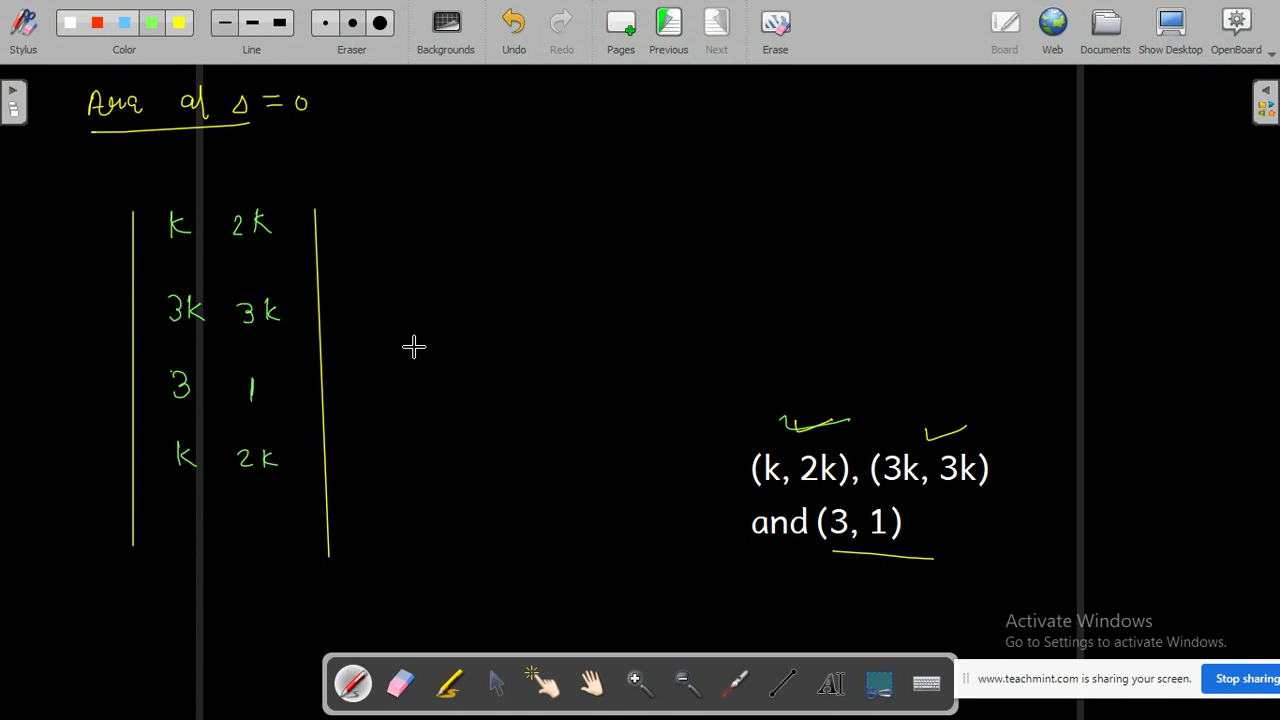 Stylus Color Line Eraser Backgrounds Undo Redo Pages Previous Next Erase Board Web Documents Show Desktop OpenBoard
Area of Δ = 0
k 2k
3k 3k
3 1
k 2k
(k, 2k), (3k, 3k)
and (3, 1)
Activate Windows
Go to Settings to activate Windows.
www.teachmint.com is sharing your screen. Stop sharing